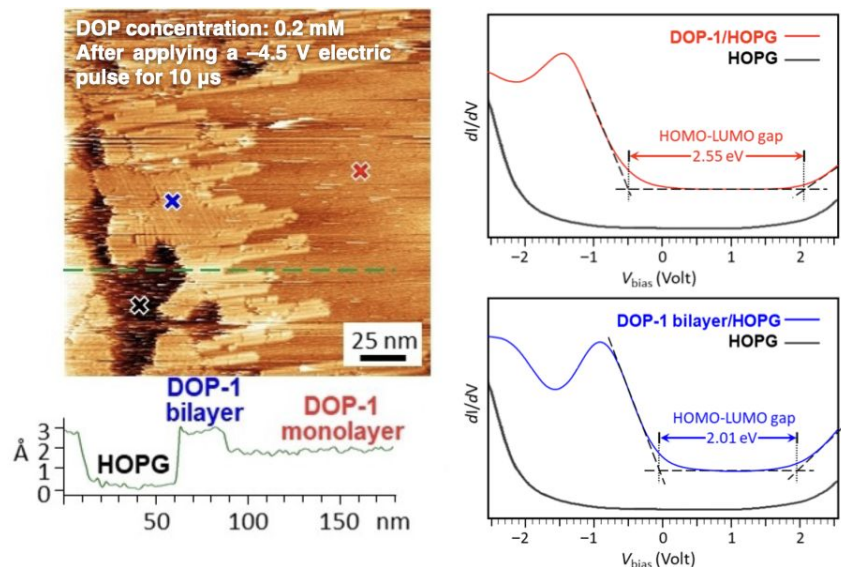 DOP concentration: 0.2 mM
After applying a –4.5 V electric
pulse for 10 µs
25 nm
DOP-1
bilayer
DOP-1
monolayer
HOPG
Å
3
2
1
0
50
100
150
nm
DOP-1/HOPG
HOPG
HOMO-LUMO gap
2.55 eV
dI/dV
−2
−1
0
1
2
Vbias (Volt)
DOP-1 bilayer/HOPG
HOPG
HOMO-LUMO gap
2.01 eV
dI/dV
−2
−1
0
1
2
Vbias (Volt)